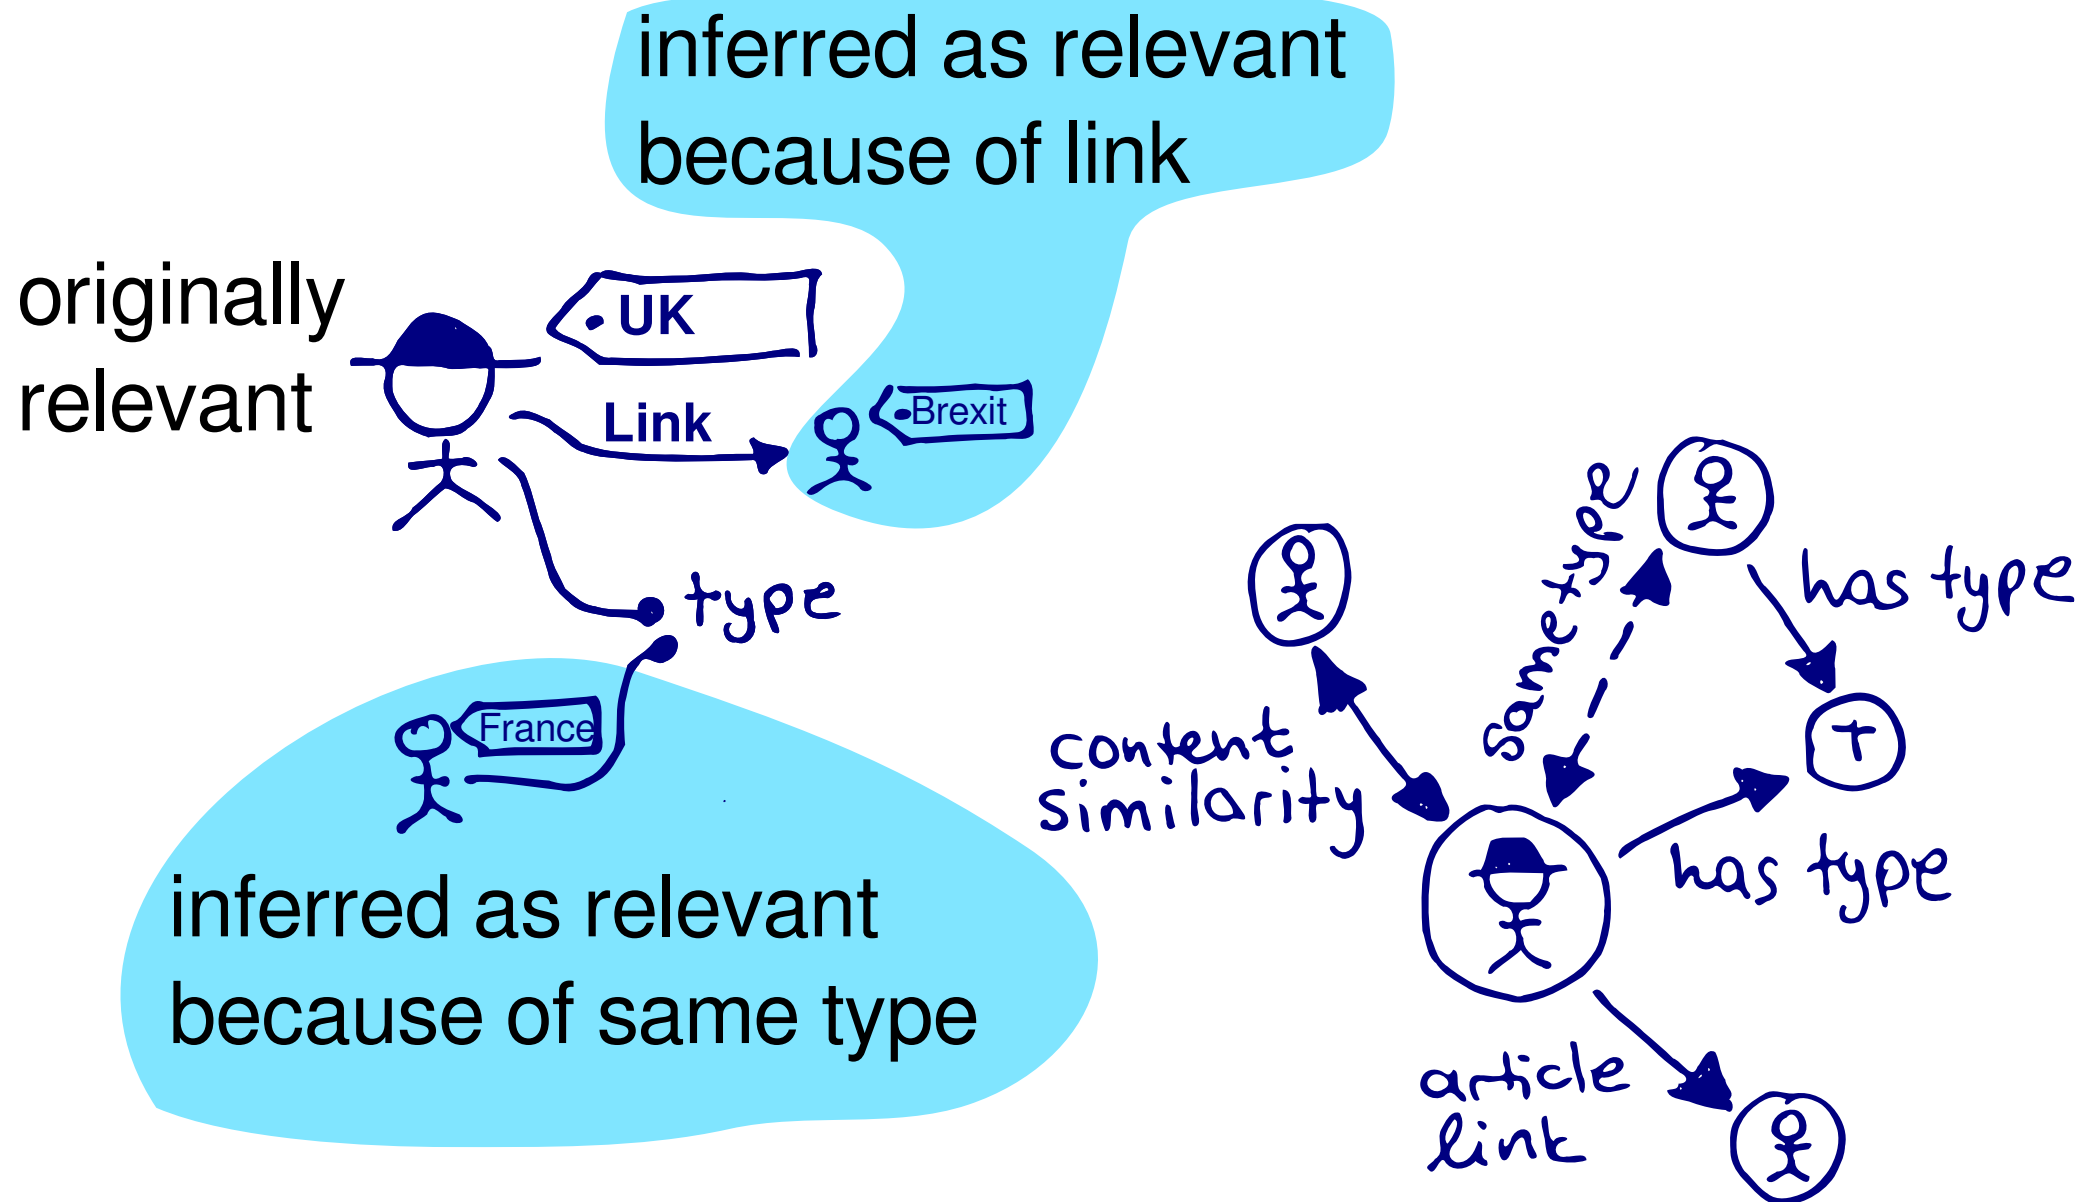 inferred as relevant
because of link
originally
relevant
UK
Link
Brexit
type
France
inferred as relevant
because of same type
same type
has type
content
similarity
T
has type
article
link